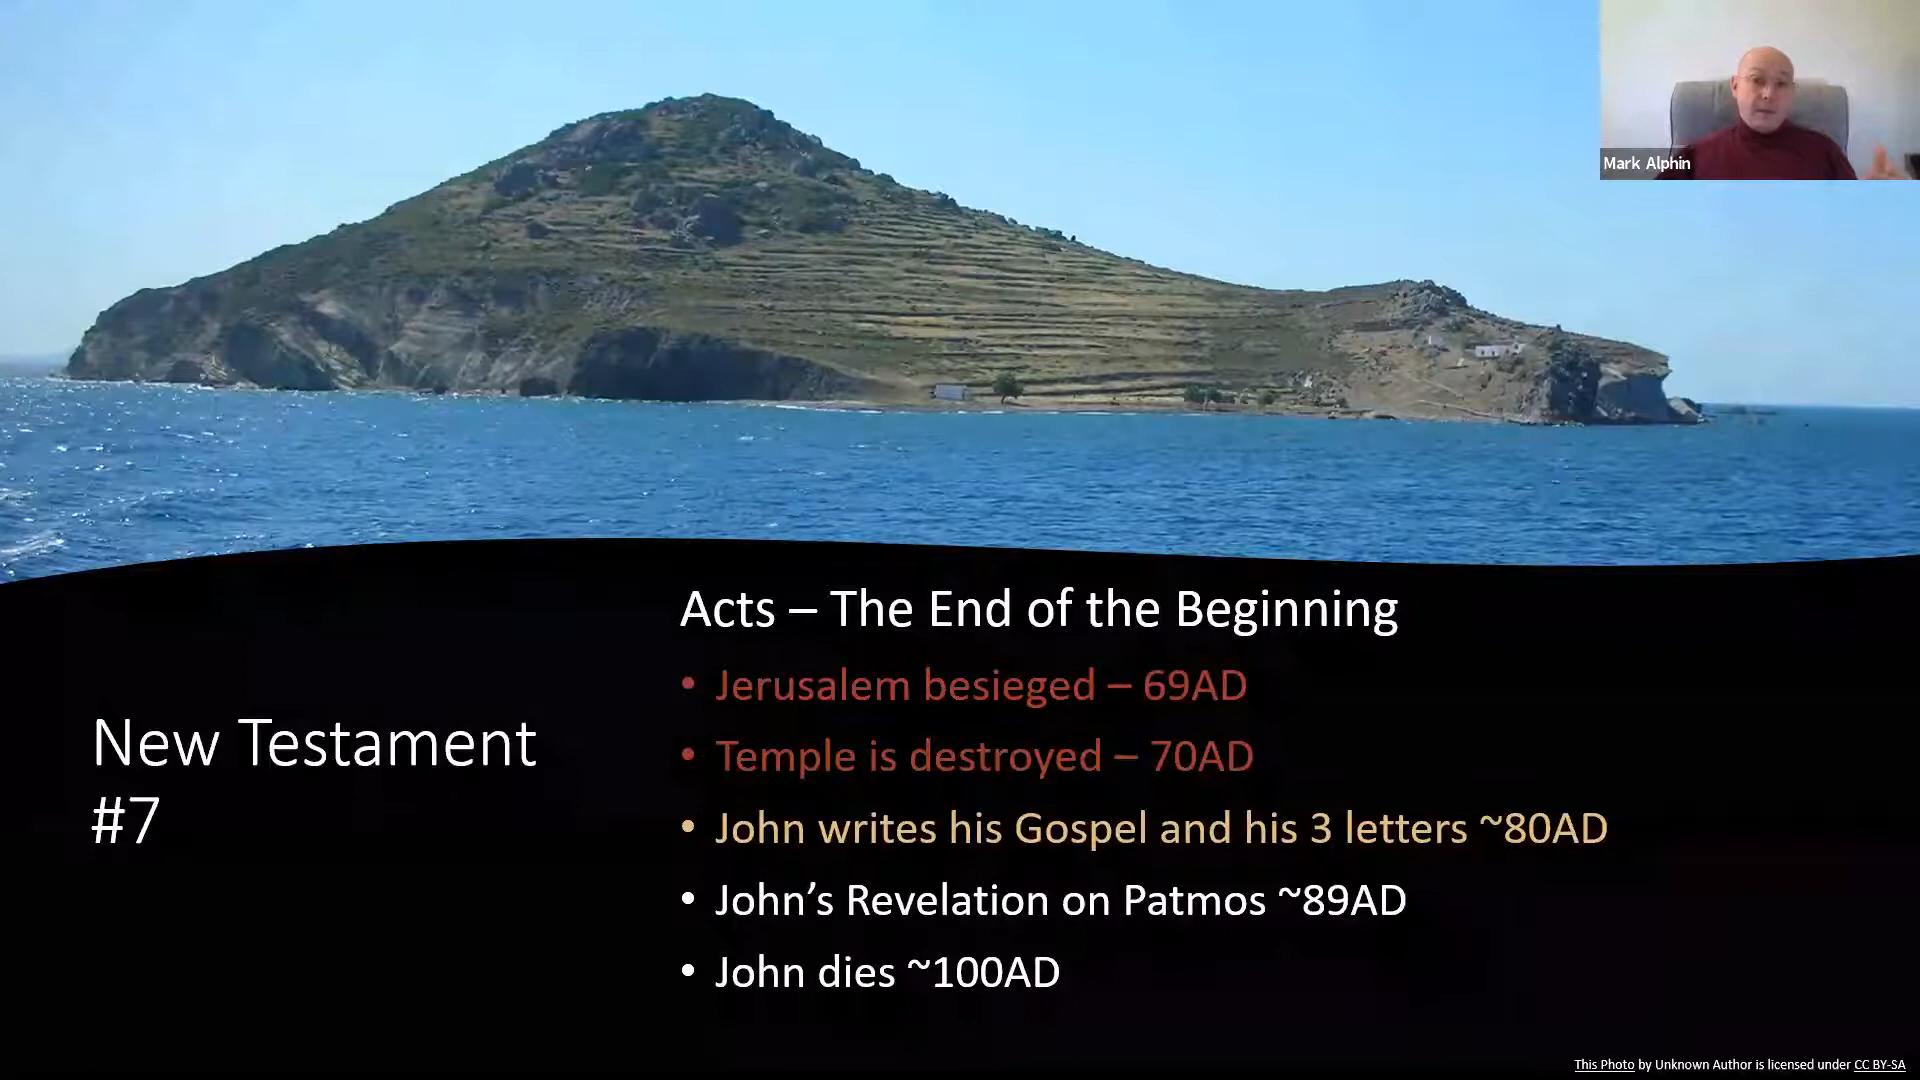 Mark Alphin
New Testament
#7
Acts – The End of the Beginning
• Jerusalem besieged – 69AD
• Temple is destroyed – 70AD
• John writes his Gospel and his 3 letters ~80AD
• John’s Revelation on Patmos ~89AD
• John dies ~100AD
This Photo by Unknown Author is licensed under CC BY-SA